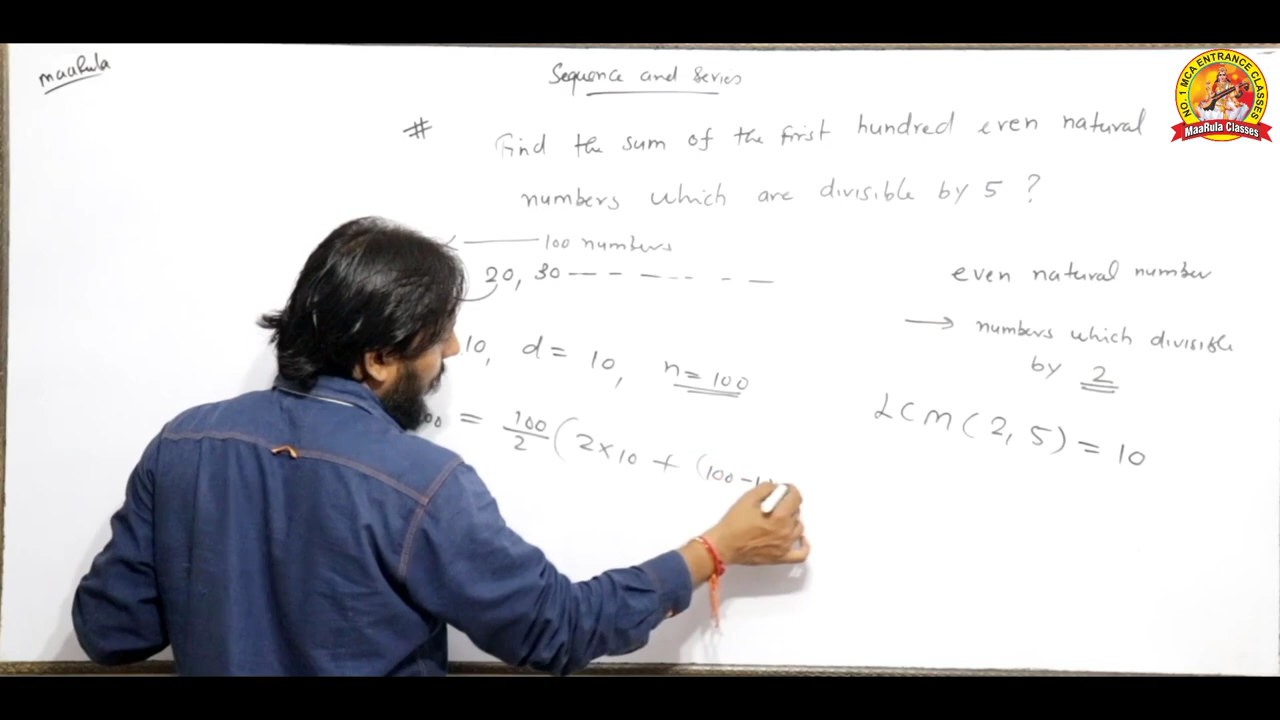 maaRula
Sequence and Series
# Find the sum of the first hundred even natural
numbers which are divisible by 5 ?
100 numbers
20, 30 — – — -- - —
10, d = 10, n = 100
= 100/2 ( 2×10 + (100-1)
even natural number
→ numbers which divisible
by 2
LCM (2, 5) = 10
NO. 1 MCA ENTRANCE CLASSES
MaaRula Classes